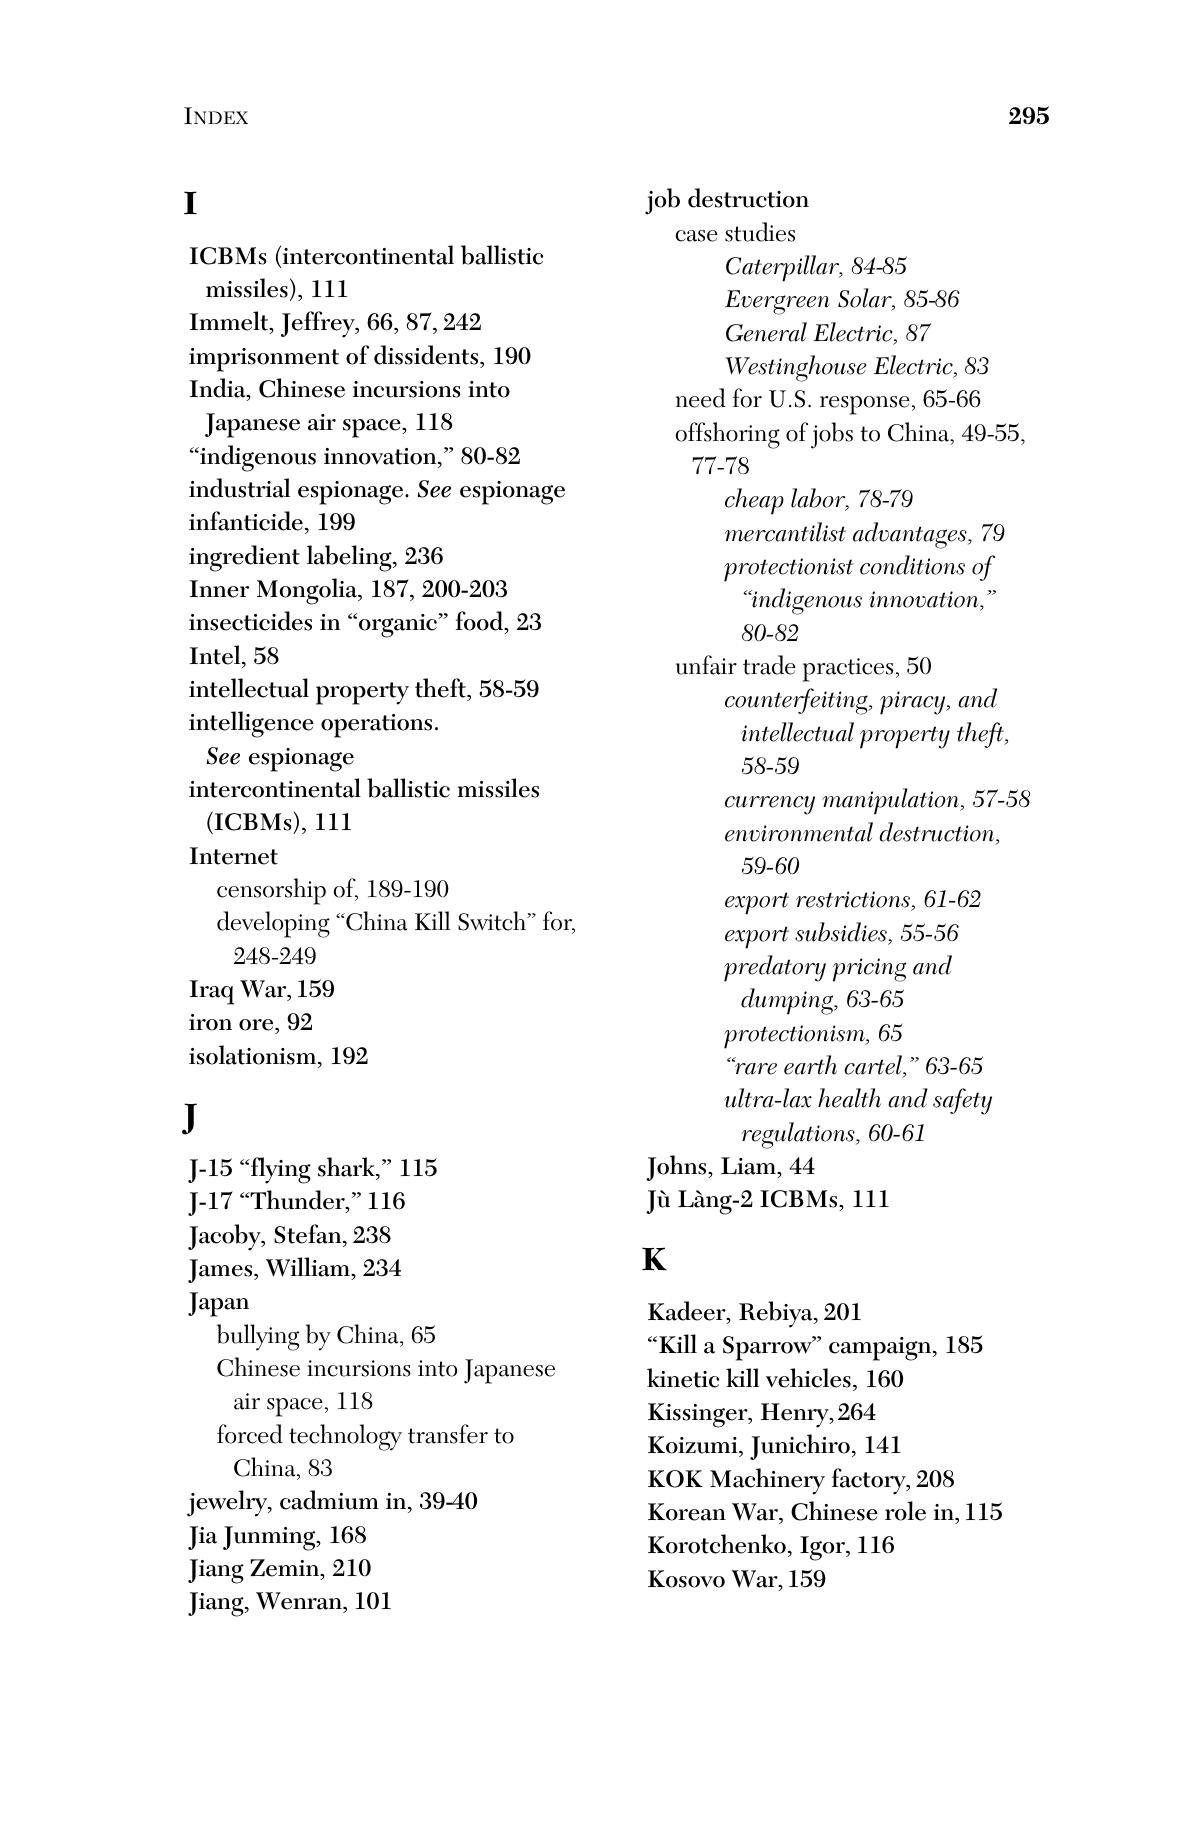 INDEX 295
I
ICBMs (intercontinental ballistic
missiles), 111
Immelt, Jeffrey, 66, 87, 242
imprisonment of dissidents, 190
India, Chinese incursions into
Japanese air space, 118
“indigenous innovation,” 80-82
industrial espionage. See espionage
infanticide, 199
ingredient labeling, 236
Inner Mongolia, 187, 200-203
insecticides in “organic” food, 23
Intel, 58
intellectual property theft, 58-59
intelligence operations.
See espionage
intercontinental ballistic missiles
(ICBMs), 111
Internet
censorship of, 189-190
developing “China Kill Switch” for,
248-249
Iraq War, 159
iron ore, 92
isolationism, 192
J
J-15 “flying shark,” 115
J-17 “Thunder,” 116
Jacoby, Stefan, 238
James, William, 234
Japan
bullying by China, 65
Chinese incursions into Japanese
air space, 118
forced technology transfer to
China, 83
jewelry, cadmium in, 39-40
Jia Junming, 168
Jiang Zemin, 210
Jiang, Wenran, 101
job destruction
case studies
Caterpillar, 84-85
Evergreen Solar, 85-86
General Electric, 87
Westinghouse Electric, 83
need for U.S. response, 65-66
offshoring of jobs to China, 49-55,
77-78
cheap labor, 78-79
mercantilist advantages, 79
protectionist conditions of
“indigenous innovation,”
80-82
unfair trade practices, 50
counterfeiting, piracy, and
intellectual property theft,
58-59
currency manipulation, 57-58
environmental destruction,
59-60
export restrictions, 61-62
export subsidies, 55-56
predatory pricing and
dumping, 63-65
protectionism, 65
“rare earth cartel,” 63-65
ultra-lax health and safety
regulations, 60-61
Johns, Liam, 44
Jù Làng-2 ICBMs, 111
K
Kadeer, Rebiya, 201
“Kill a Sparrow” campaign, 185
kinetic kill vehicles, 160
Kissinger, Henry, 264
Koizumi, Junichiro, 141
KOK Machinery factory, 208
Korean War, Chinese role in, 115
Korotchenko, Igor, 116
Kosovo War, 159